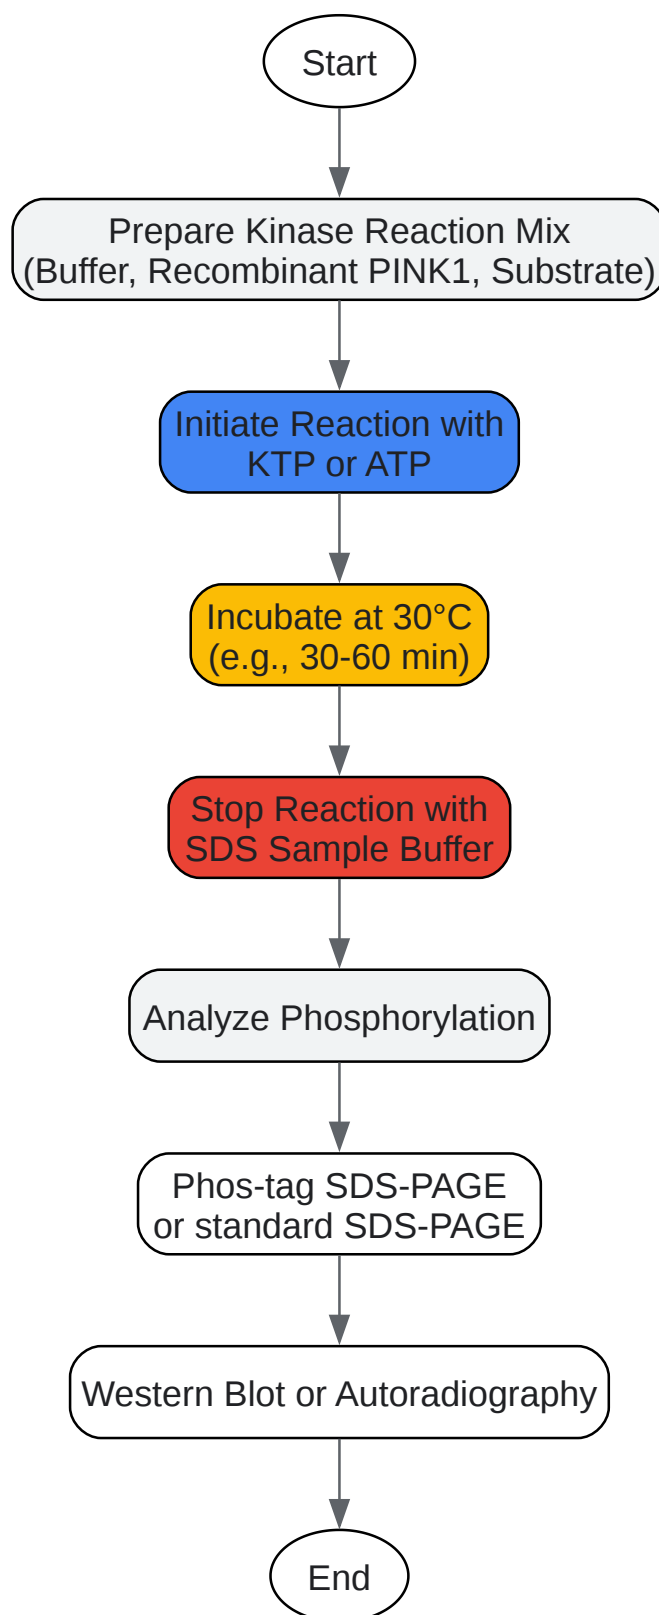 Start
Prepare Kinase Reaction Mix
(Buffer, Recombinant PINK1, Substrate)
Initiate Reaction with
KTP or ATP
Incubate at 30°C
(e.g., 30-60 min)
Stop Reaction with
SDS Sample Buffer
Analyze Phosphorylation
Phos-tag SDS-PAGE
or standard SDS-PAGE
Western Blot or Autoradiography
End